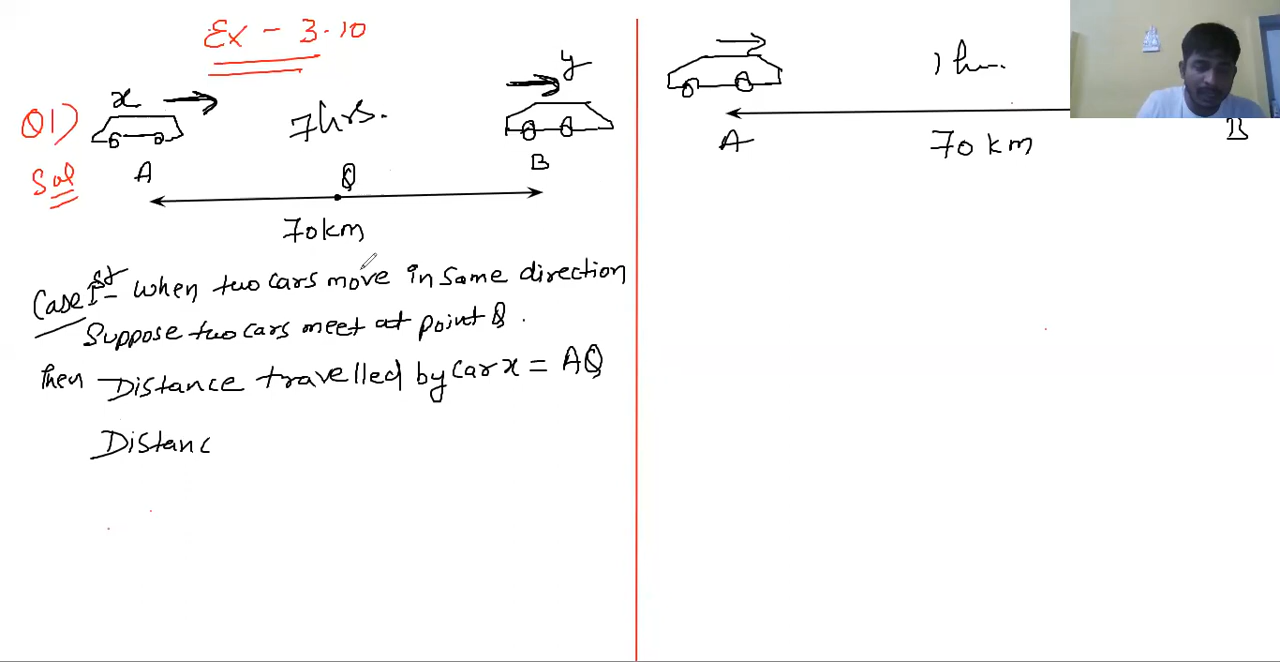 Ex - 3.10
Q1) x 7hrs. y
Sol A Q B
70km
Case Ist - When two cars move in same direction
Suppose two cars meet at point Q.
then Distance travelled by car x = AQ
Distanc
1 hr.
A 70 km B